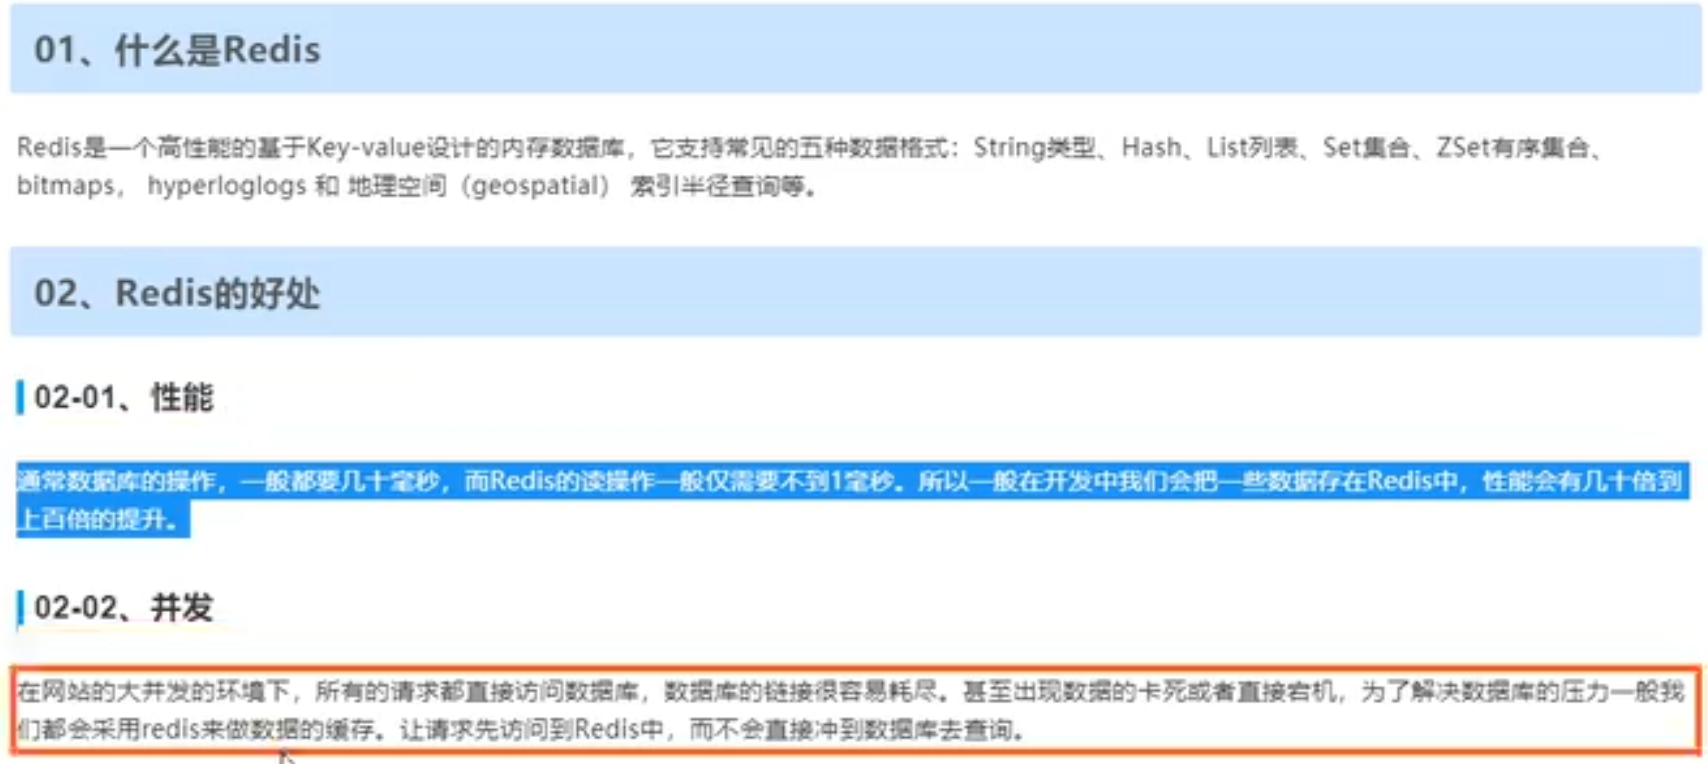 01、什么是Redis
Redis是一个高性能的基于Key-value设计的内存数据库，它支持常见的五种数据格式：String类型、Hash、List列表、Set集合、ZSet有序集合、
bitmaps， hyperloglogs 和 地理空间（geospatial） 索引半径查询等。
02、Redis的好处
02-01、性能
通常数据库的操作，一般都要几十毫秒，而Redis的读操作一般仅需要不到1毫秒。所以一般在开发中我们会把一些数据存在Redis中，性能会有几十倍到
上百倍的提升。
02-02、并发
在网站的大并发的环境下，所有的请求都直接访问数据库，数据库的链接很容易耗尽。甚至出现数据的卡死或者直接宕机，为了解决数据库的压力一般我
们都会采用redis来做数据的缓存。让请求先访问到Redis中，而不会直接冲到数据库去查询。